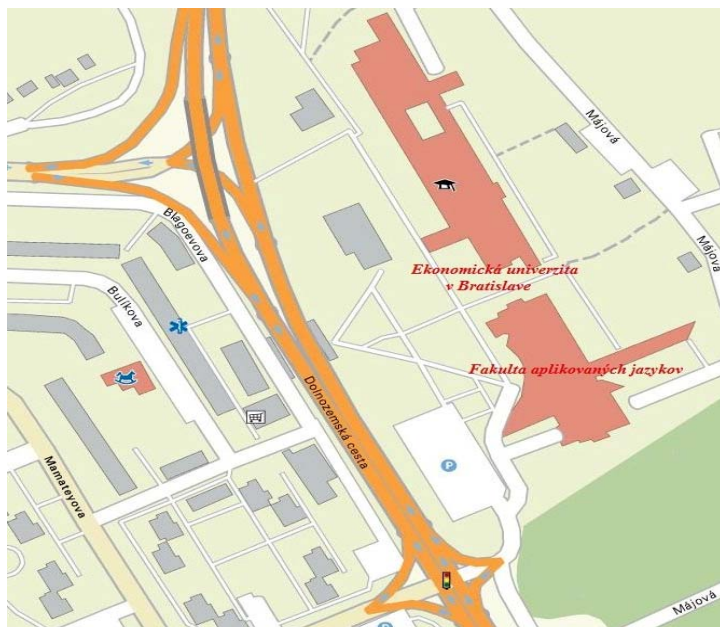 Májová
Blagoevova
Májová
Ekonomická univerzita
v Bratislave
Bulíkova
Fakulta aplikovaných jazykov
Dolnozemská cesta
P
Mamateyova
Májová
P